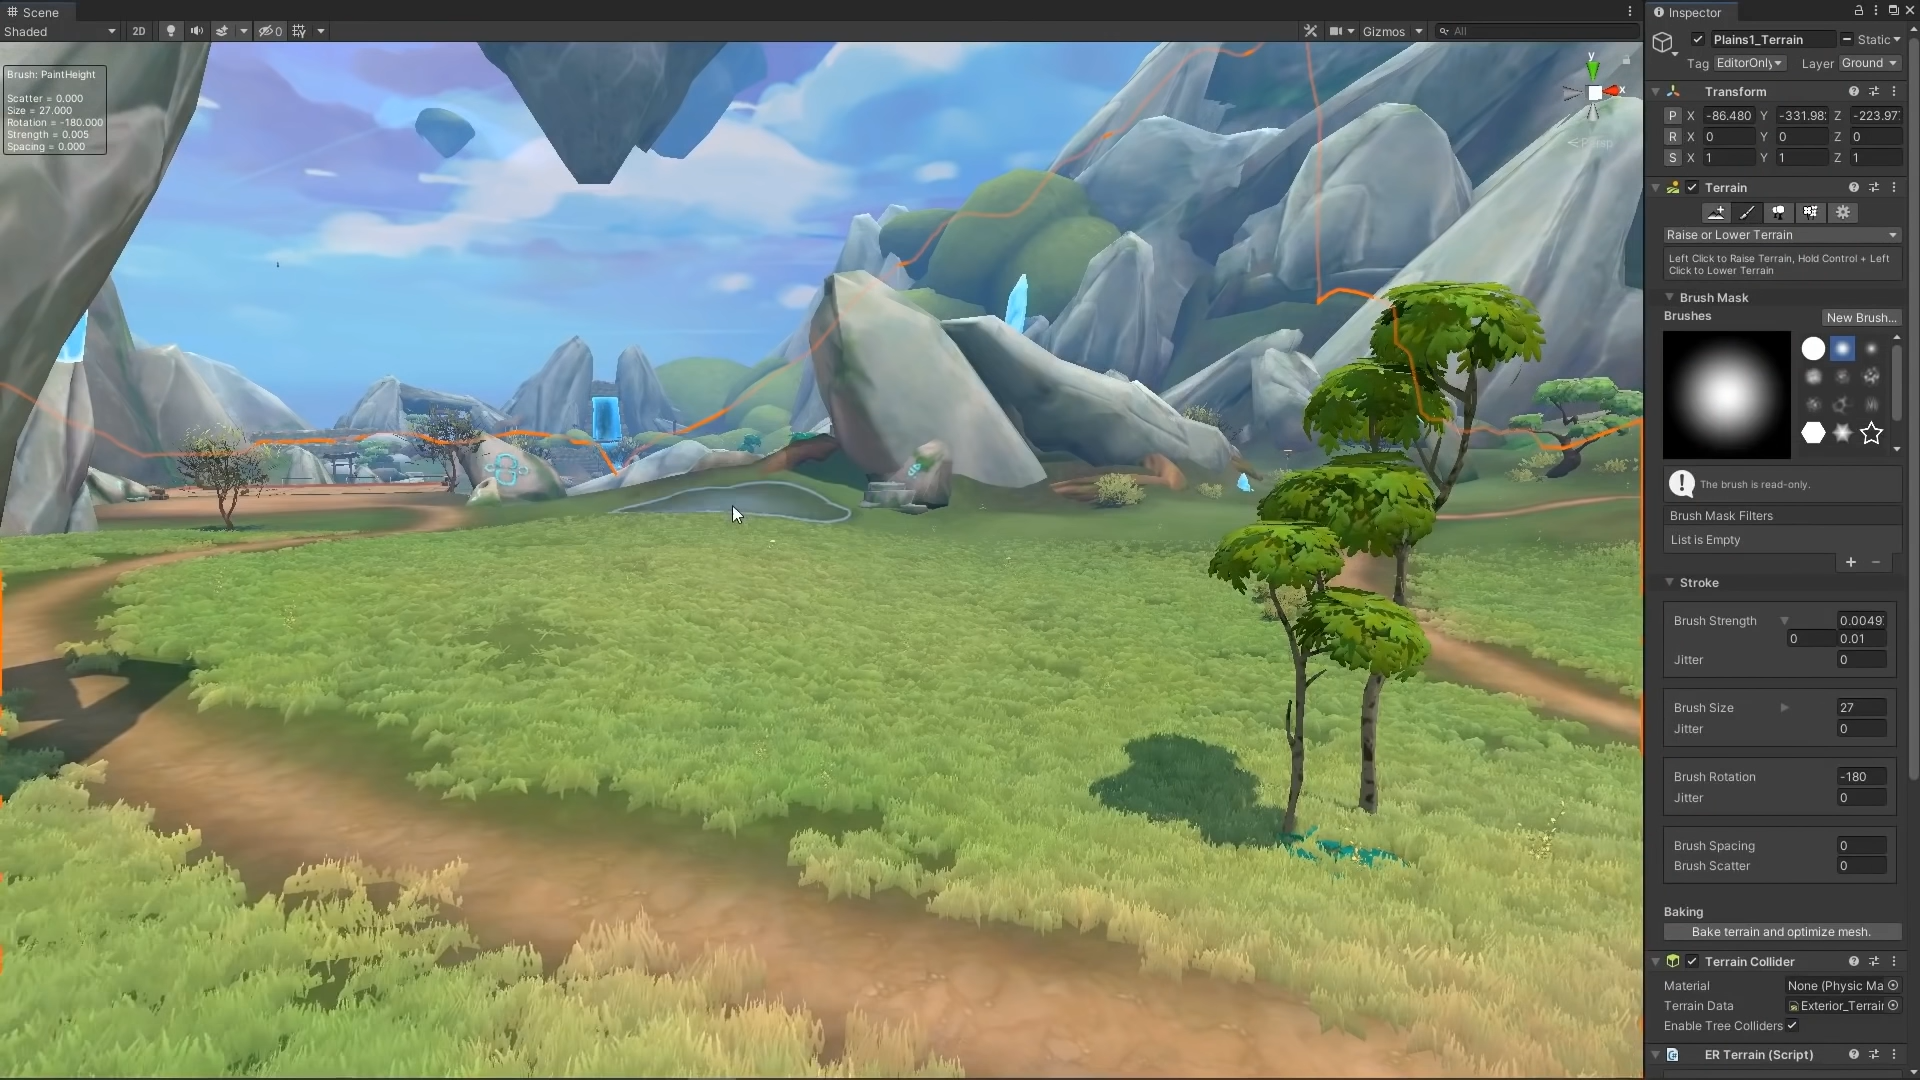 Scene
Shaded
2D
0
Gizmos
All
Brush: PaintHeight
Scatter = 0.000
Size = 27.000
Rotation = -180.000
Strength = 0.005
Spacing = 0.000
y
x
Persp
Inspector
Plains1_Terrain
Static
Tag EditorOnly
Layer Ground
Transform
P X -86.480 Y -331.98 Z -223.97
R X 0 Y 0 Z 0
S X 1 Y 1 Z 1
Terrain
Raise or Lower Terrain
Left Click to Raise Terrain, Hold Control + Left
Click to Lower Terrain
Brush Mask
Brushes
New Brush...
The brush is read-only.
Brush Mask Filters
List is Empty
Stroke
Brush Strength 0.0049
0 0.01
Jitter 0
Brush Size 27
Jitter 0
Brush Rotation -180
Jitter 0
Brush Spacing 0
Brush Scatter 0
Baking
Bake terrain and optimize mesh.
Terrain Collider
Material None (Physic Ma
Terrain Data Exterior_Terrain
Enable Tree Colliders
ER Terrain (Script)